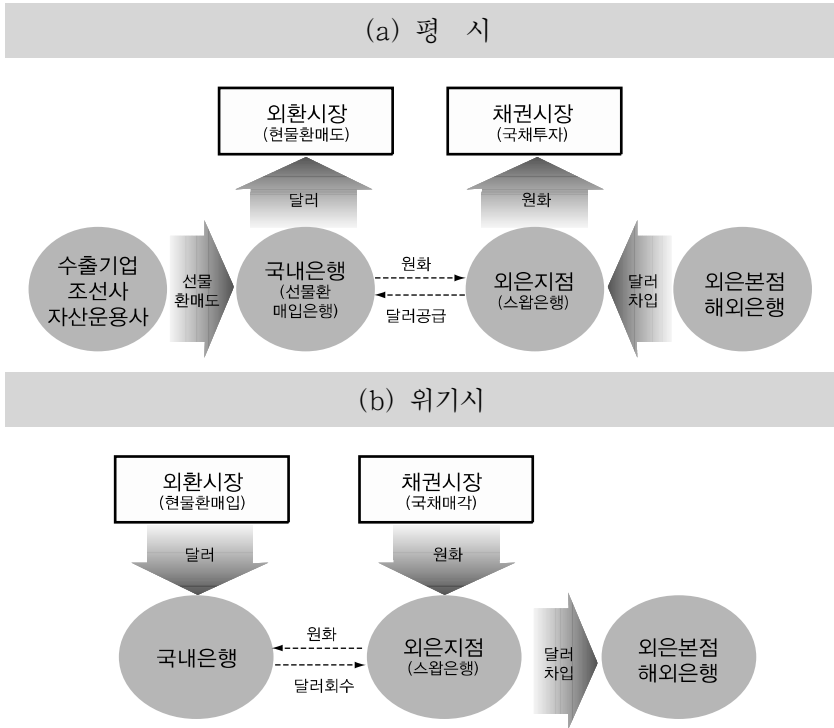 (a) 평 시
외환시장
(현물환매도)
채권시장
(국채투자)
달러
원화
수출기업
조선사
자산운용사
선물
환매도
국내은행
(선물환
매입은행)
원화
달러공급
외은지점
(스왑은행)
달러
차입
외은본점
해외은행
(b) 위기시
외환시장
(현물환매입)
채권시장
(국채매각)
달러
원화
국내은행
원화
달러회수
외은지점
(스왑은행)
달러
차입
외은본점
해외은행